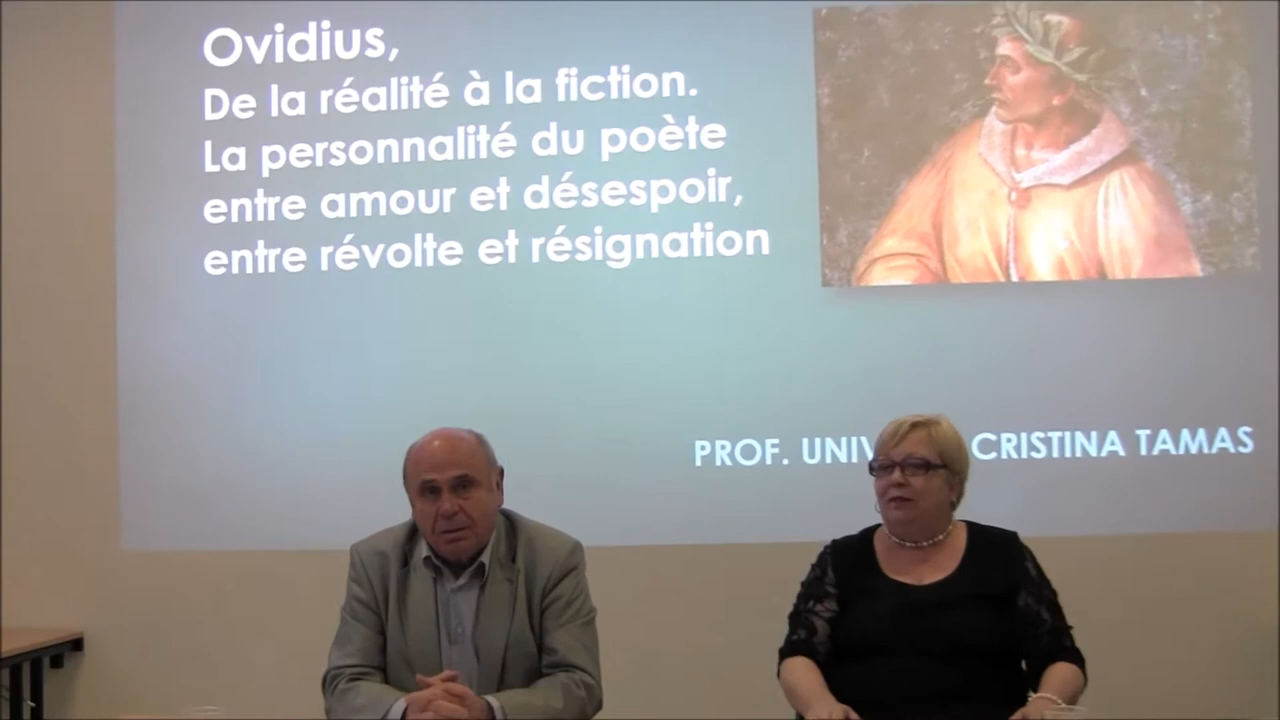 Ovidius,
De la réalité à la fiction.
La personnalité du poète
entre amour et désespoir,
entre révolte et résignation
PROF. UNIV CRISTINA TAMAS